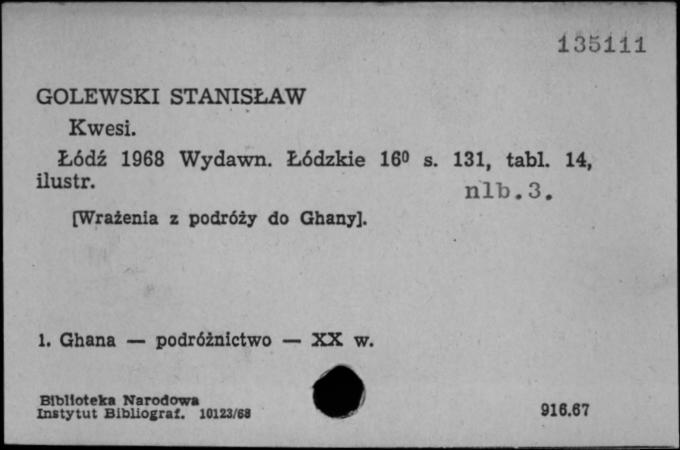 135111
GOLEWSKI STANISŁAW
Kwesi.
Łódź 1968 Wydawn. Łódzkie 16⁰ s. 131, tabl. 14,
ilustr. nlb.3.
[Wrażenia z podróży do Ghany].
1. Ghana — podróżnictwo — XX w.
Biblioteka Narodowa
Instytut Bibliograf. 10123/68 916.67